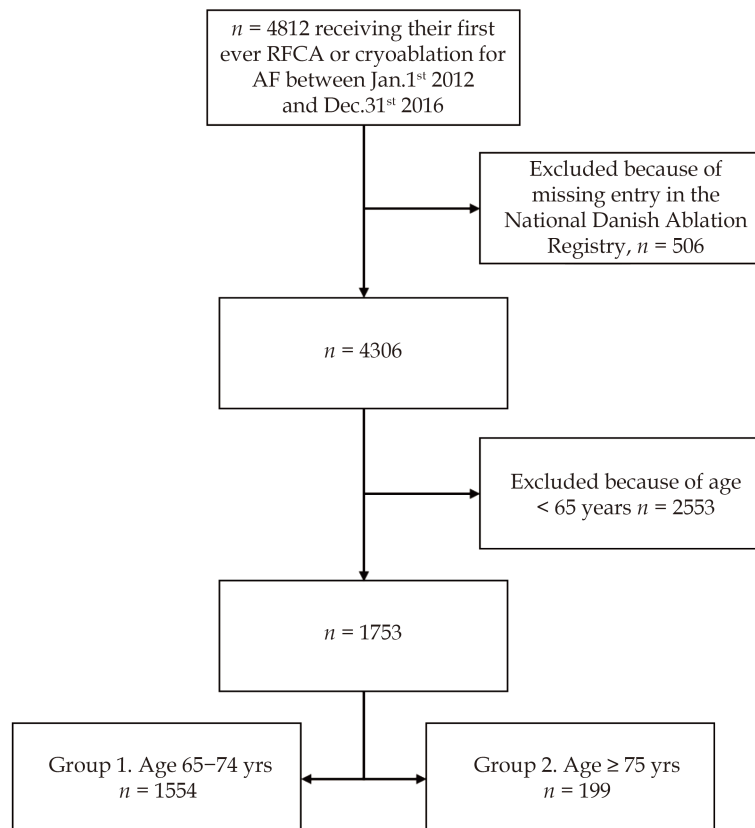 n = 4812 receiving their first
ever RFCA or cryoablation for
AF between Jan.1st 2012
and Dec.31st 2016
Excluded because of
missing entry in the
National Danish Ablation
Registry, n = 506
n = 4306
Excluded because of age
< 65 years n = 2553
n = 1753
Group 1. Age 65−74 yrs
n = 1554
Group 2. Age ≥ 75 yrs
n = 199